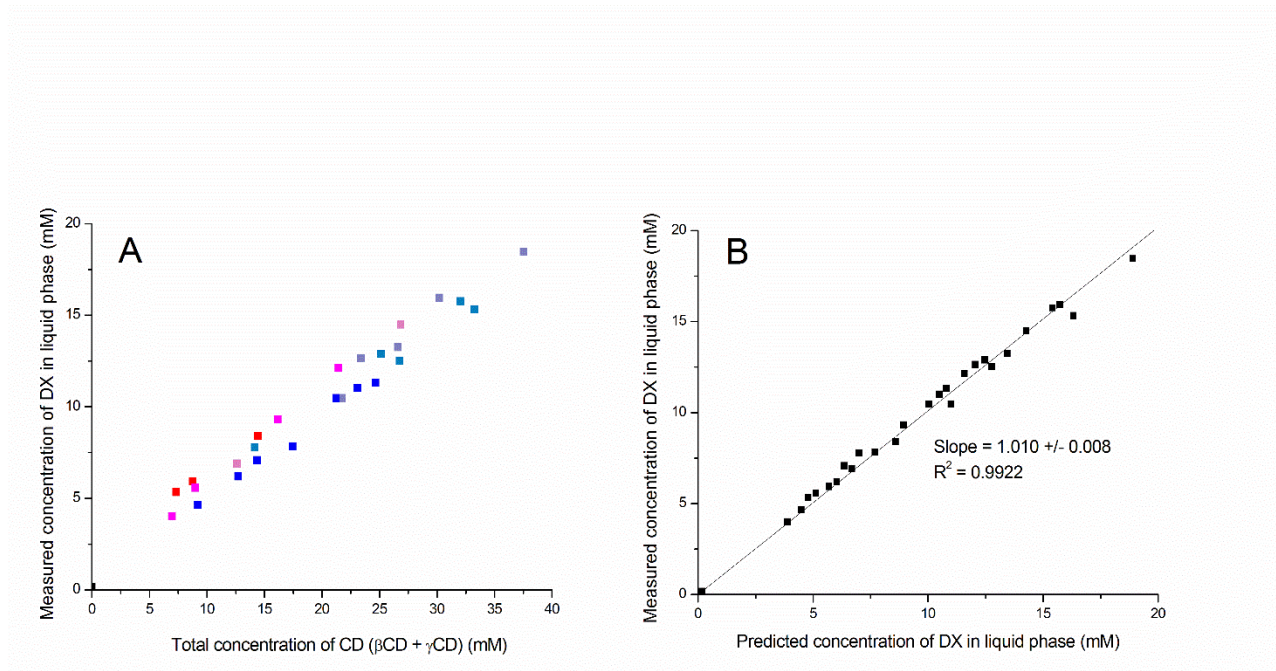 A
Measured concentration of DX in liquid phase (mM)
20
15
10
5
0
0 5 10 15 20 25 30 35 40
Total concentration of CD (βCD + γCD) (mM)
B
Measured concentration of DX in liquid phase (mM)
20
15
10
5
0
Slope = 1.010 +/- 0.008
R² = 0.9922
0 5 10 15 20
Predicted concentration of DX in liquid phase (mM)